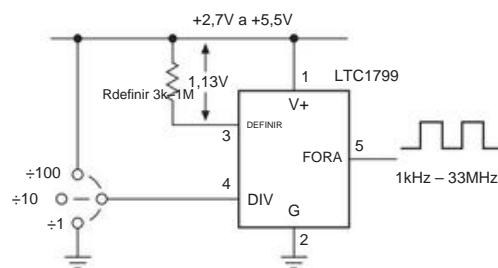 +2,7V a +5,5V
1 LTC1799
1,13V
Rdefinir 3k–1M
V+
3 DEFINIR
5
FORA
÷100
4
1kHz – 33MHz
÷10
DIV
÷1
G
2